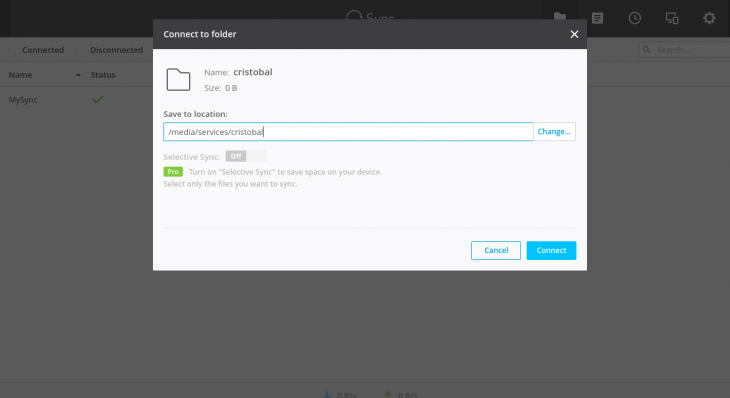 Sync
Connect to folder
Connected Disconnected
Search..
Name Status
MySync
Name: cristobal
Size: 0 B
Save to location:
/media/services/cristobal
Change...
Selective Sync: Off
Pro Turn on "Selective Sync" to save space on your device.
Select only the files you want to sync.
Cancel Connect
0 B/s 0 B/s